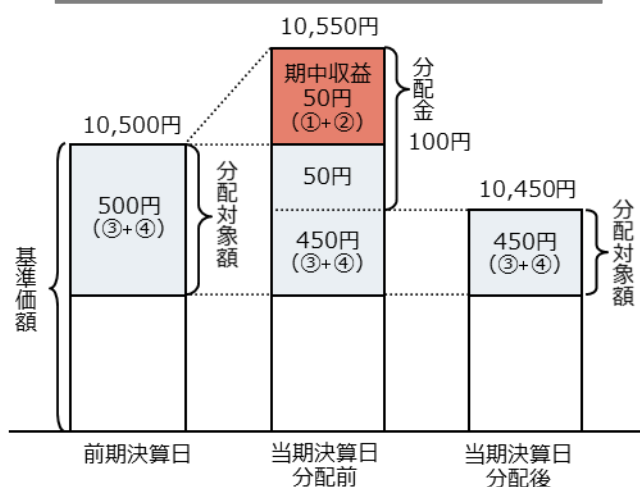 10,550円
期中収益
50円
(①+②)
分配金
100円
10,500円
500円
(③+④)
分配対象額
50円
450円
(③+④)
10,450円
450円
(③+④)
分配対象額
基準価額
前期決算日
当期決算日
分配前
当期決算日
分配後